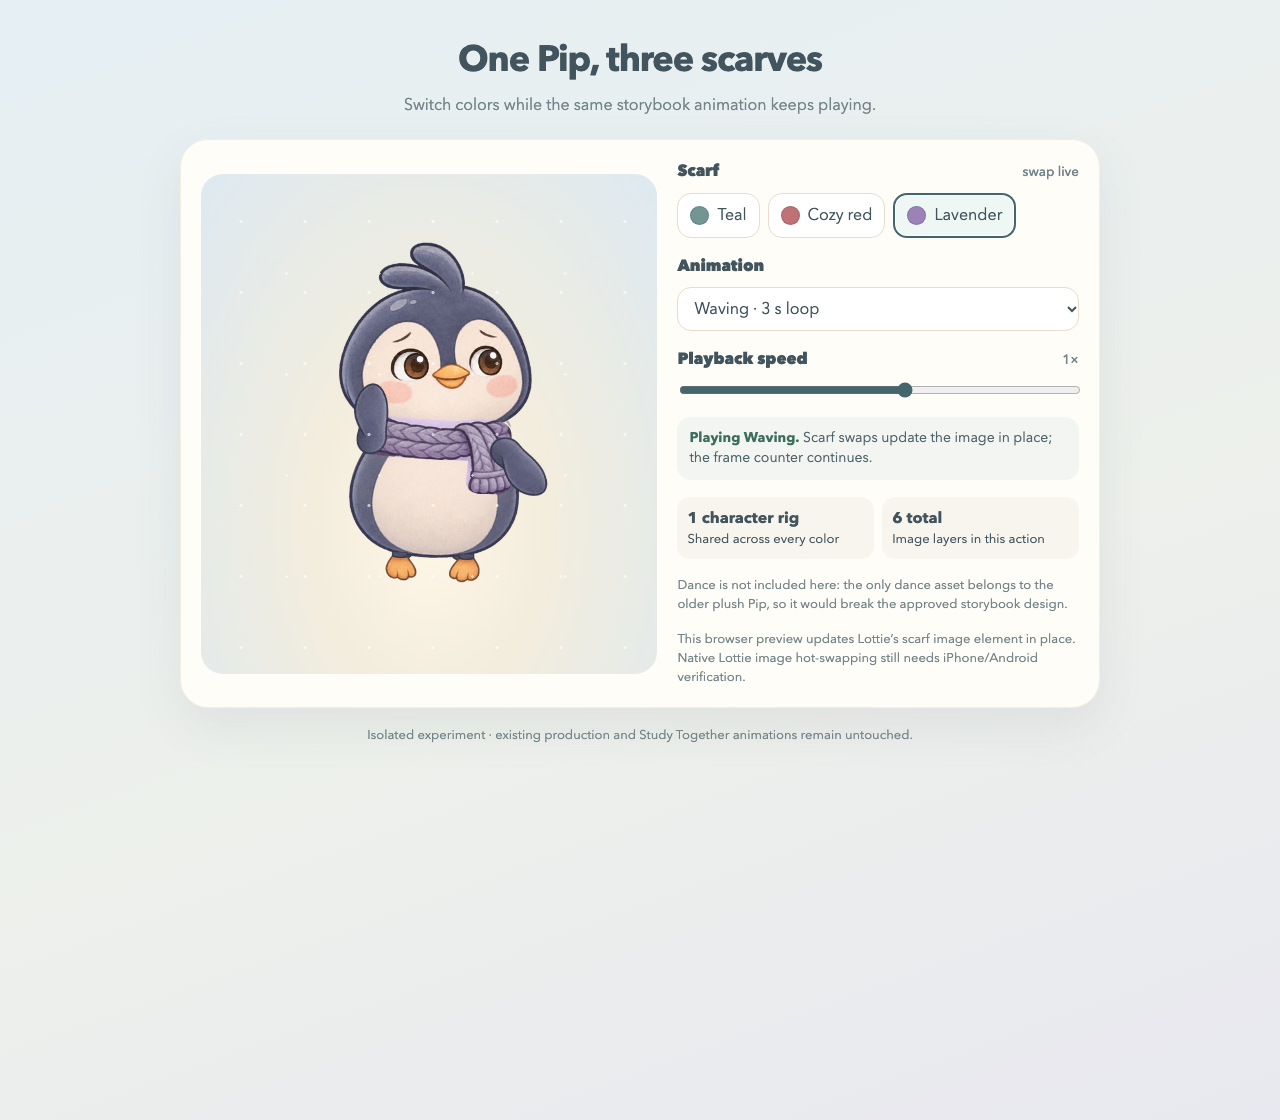 One Pip, three scarves
Switch colors while the same storybook animation keeps playing.
Scarf
swap live
Teal
Cozy red
Lavender
Animation
Waving · 3 s loop
Playback speed
1×
Playing Waving. Scarf swaps update the image in place;
the frame counter continues.
1 character rig
Shared across every color
6 total
Image layers in this action
Dance is not included here: the only dance asset belongs to the
older plush Pip, so it would break the approved storybook design.
This browser preview updates Lottie’s scarf image element in place.
Native Lottie image hot-swapping still needs iPhone/Android
verification.
Isolated experiment · existing production and Study Together animations remain untouched.